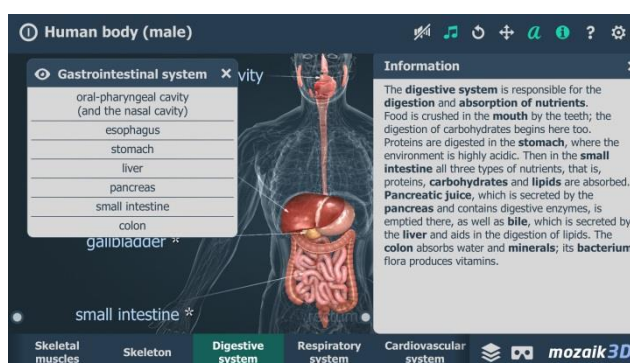 Human body (male)
Gastrointestinal system
oral-pharyngeal cavity
(and the nasal cavity)
esophagus
stomach
liver
pancreas
small intestine
colon
vity
gallbladder *
small intestine *
Information
The digestive system is responsible for the
digestion and absorption of nutrients.
Food is crushed in the mouth by the teeth; the
digestion of carbohydrates begins here too.
Proteins are digested in the stomach, where the
environment is highly acidic. Then in the small
intestine all three types of nutrients, that is,
proteins, carbohydrates and lipids are absorbed.
Pancreatic juice, which is secreted by the
pancreas and contains digestive enzymes, is
emptied there, as well as bile, which is secreted by
the liver and aids in the digestion of lipids. The
colon absorbs water and minerals; its bacterium
flora produces vitamins.
Skeletal
muscles
Skeleton
Digestive
system
Respiratory
system
Cardiovascular
system
mozaik3D